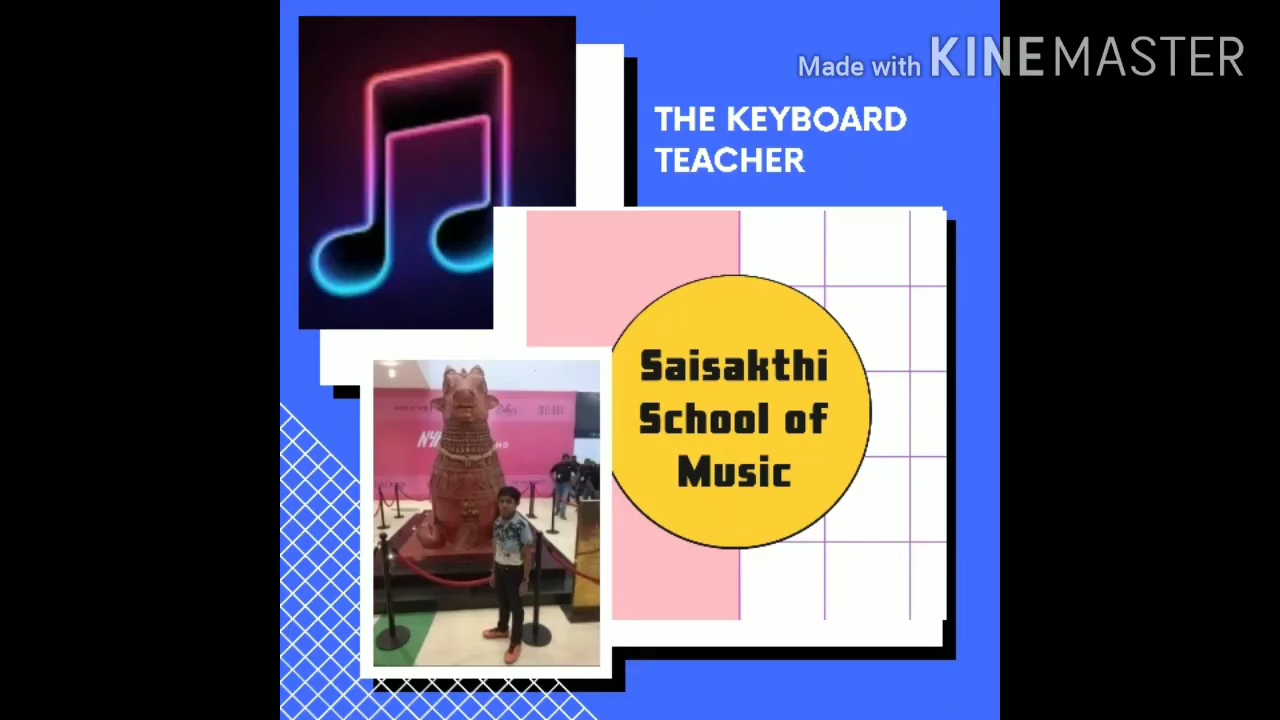 Made with KINEMASTER
THE KEYBOARD
TEACHER
Saisakthi
School of
Music